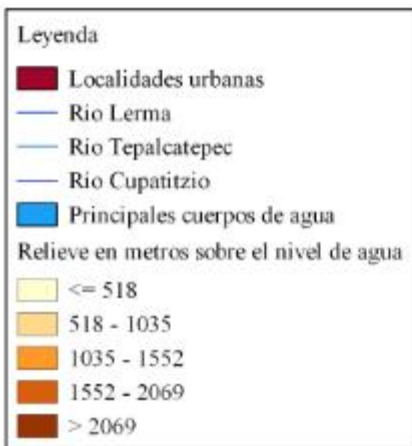 Leyenda
Localidades urbanas
Rio Lerma
Rio Tepalcatepec
Rio Cupatitzio
Principales cuerpos de agua
Relieve en metros sobre el nivel de agua
<= 518
518 - 1035
1035 - 1552
1552 - 2069
> 2069